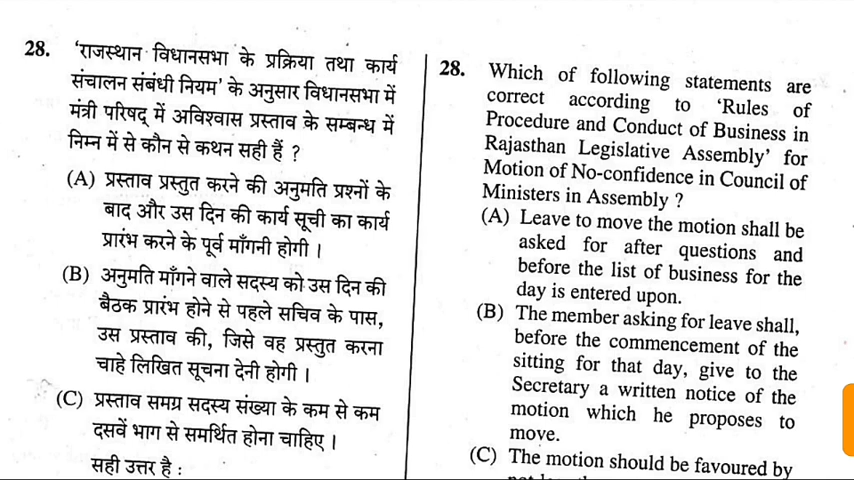 28. 'राजस्थान विधानसभा के प्रक्रिया तथा कार्य
संचालन संबंधी नियम' के अनुसार विधानसभा में
मंत्री परिषद् में अविश्वास प्रस्ताव के सम्बन्ध में
निम्न में से कौन से कथन सही हैं ?
(A) प्रस्ताव प्रस्तुत करने की अनुमति प्रश्नों के
बाद और उस दिन की कार्य सूची का कार्य
प्रारंभ करने के पूर्व माँगनी होगी ।
(B) अनुमति माँगने वाले सदस्य को उस दिन की
बैठक प्रारंभ होने से पहले सचिव के पास,
उस प्रस्ताव की, जिसे वह प्रस्तुत करना
चाहे लिखित सूचना देनी होगी ।
(C) प्रस्ताव समग्र सदस्य संख्या के कम से कम
दसवें भाग से समर्थित होना चाहिए ।
सही उत्तर है :
28. Which of following statements are
correct according to 'Rules of
Procedure and Conduct of Business in
Rajasthan Legislative Assembly' for
Motion of No-confidence in Council of
Ministers in Assembly ?
(A) Leave to move the motion shall be
asked for after questions and
before the list of business for the
day is entered upon.
(B) The member asking for leave shall,
before the commencement of the
sitting for that day, give to the
Secretary a written notice of the
motion which he proposes to
move.
(C) The motion should be favoured by